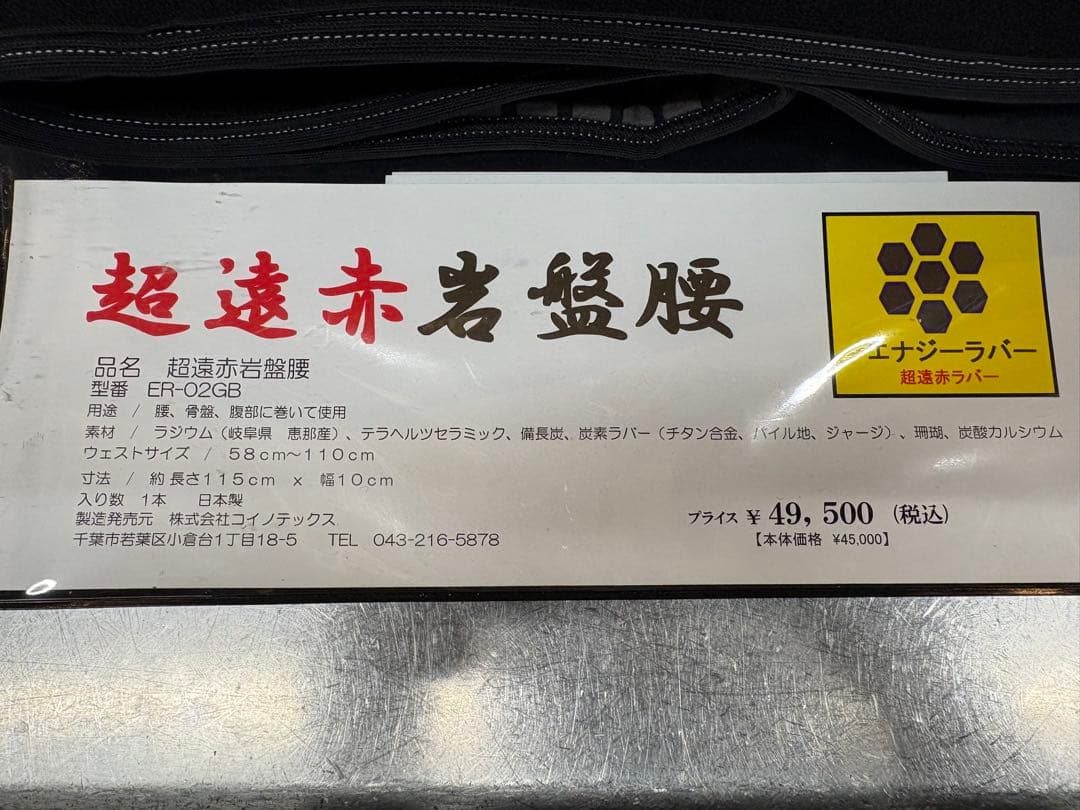 超遠赤岩盤腰
エナジーラバー
超遠赤ラバー
品名　超遠赤岩盤腰
型番　ER-02GB
用途　/　腰、骨盤、腹部に巻いて使用
素材　/　ラジウム（岐阜県　恵那産）、テラヘルツセラミック、備長炭、炭素ラバー（チタン合金、パイル地、ジャージ）、珊瑚、炭酸カルシウム
ウェストサイズ　/　５８ｃｍ〜１１０ｃｍ
寸法　/　約 長さ１１５ｃｍ　x　幅１０ｃｍ
入り数　1本　　日本製
製造発売元　株式会社コイノテックス
千葉市若葉区小倉台1丁目18-5　　TEL　043-216-5878
プライス ￥ 49, 500 （税込）
【本体価格　¥45,000】